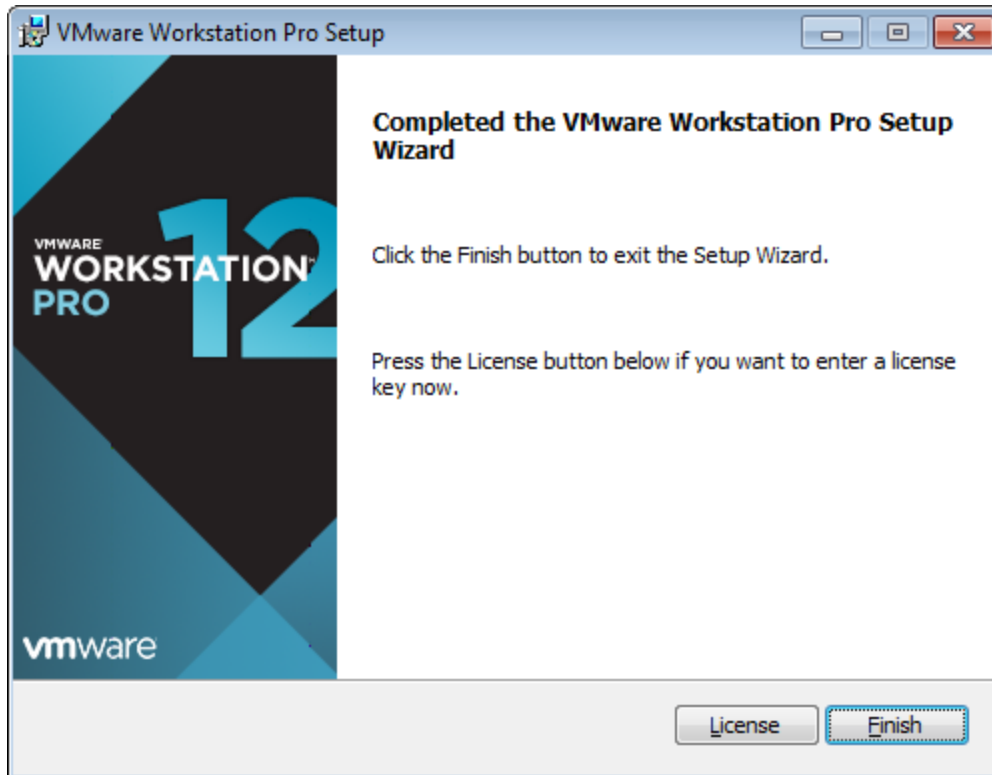 VMware Workstation Pro Setup
Completed the VMware Workstation Pro Setup
Wizard
VMWARE
WORKSTATION™
PRO
12
Click the Finish button to exit the Setup Wizard.
Press the License button below if you want to enter a license
key now.
vmware
License
Finish